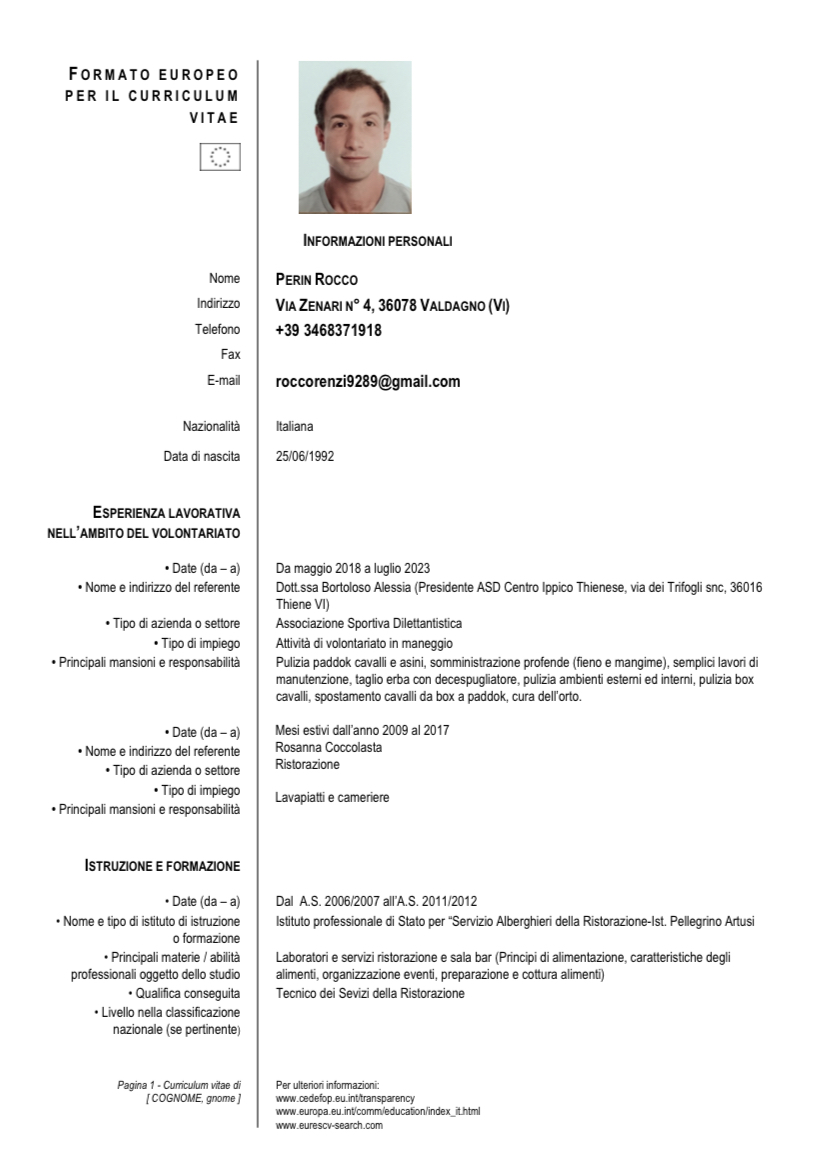 FORMATO EUROPEO
PER IL CURRICULUM
VITAE
INFORMAZIONI PERSONALI
Nome PERIN ROCCO
Indirizzo VIA ZENARI N° 4, 36078 VALDAGNO (VI)
Telefono +39 3468371918
Fax
E-mail roccorenzi9289@gmail.com
Nazionalità Italiana
Data di nascita 25/06/1992
ESPERIENZA LAVORATIVA
NELL'AMBITO DEL VOLONTARIATO
• Date (da – a) Da maggio 2018 a luglio 2023
• Nome e indirizzo del referente Dott.ssa Bortoloso Alessia (Presidente ASD Centro Ippico Thienese, via dei Trifogli snc, 36016
Thiene VI)
• Tipo di azienda o settore Associazione Sportiva Dilettantistica
• Tipo di impiego Attività di volontariato in maneggio
• Principali mansioni e responsabilità Pulizia paddok cavalli e asini, somministrazione profende (fieno e mangime), semplici lavori di
manutenzione, taglio erba con decespugliatore, pulizia ambienti esterni ed interni, pulizia box
cavalli, spostamento cavalli da box a paddok, cura dell'orto.
• Date (da – a) Mesi estivi dall'anno 2009 al 2017
• Nome e indirizzo del referente Rosanna Coccolasta
• Tipo di azienda o settore Ristorazione
• Tipo di impiego Lavapiatti e cameriere
• Principali mansioni e responsabilità
ISTRUZIONE E FORMAZIONE
• Date (da – a) Dal A.S. 2006/2007 all'A.S. 2011/2012
• Nome e tipo di istituto di istruzione Istituto professionale di Stato per “Servizio Alberghieri della Ristorazione-Ist. Pellegrino Artusi
o formazione
• Principali materie / abilità Laboratori e servizi ristorazione e sala bar (Principi di alimentazione, caratteristiche degli
professionali oggetto dello studio alimenti, organizzazione eventi, preparazione e cottura alimenti)
• Qualifica conseguita Tecnico dei Sevizi della Ristorazione
• Livello nella classificazione
nazionale (se pertinente)
Pagina 1 - Curriculum vitae di Per ulteriori informazioni:
[ COGNOME, gnome ] www.cedefop.eu.int/transparency
www.europa.eu.int/comm/education/index_it.html
www.eurescv-search.com